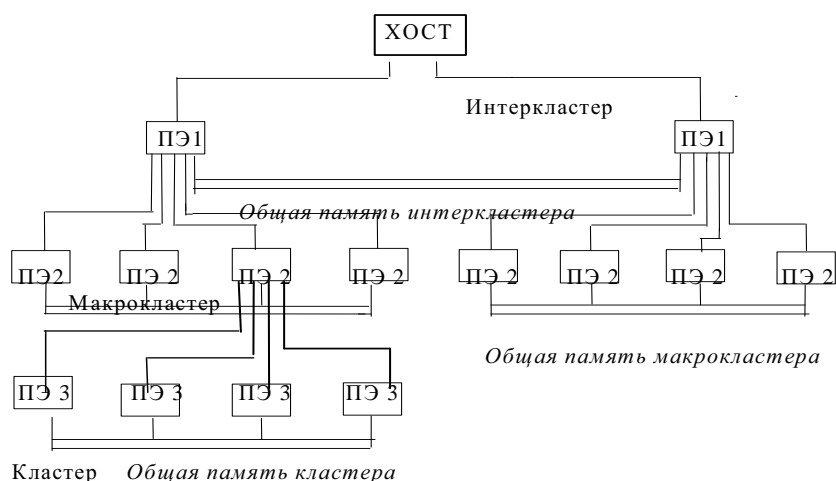 ХОСТ
Интеркластер
ПЭ1 ПЭ1
Общая память интеркластера
ПЭ2 ПЭ 2 ПЭ 2 ПЭ 2 ПЭ 2 ПЭ 2 ПЭ 2 ПЭ 2
Макрокластер
Общая память макрокластера
ПЭ 3 ПЭ 3 ПЭ 3 ПЭ 3
Кластер Общая память кластера